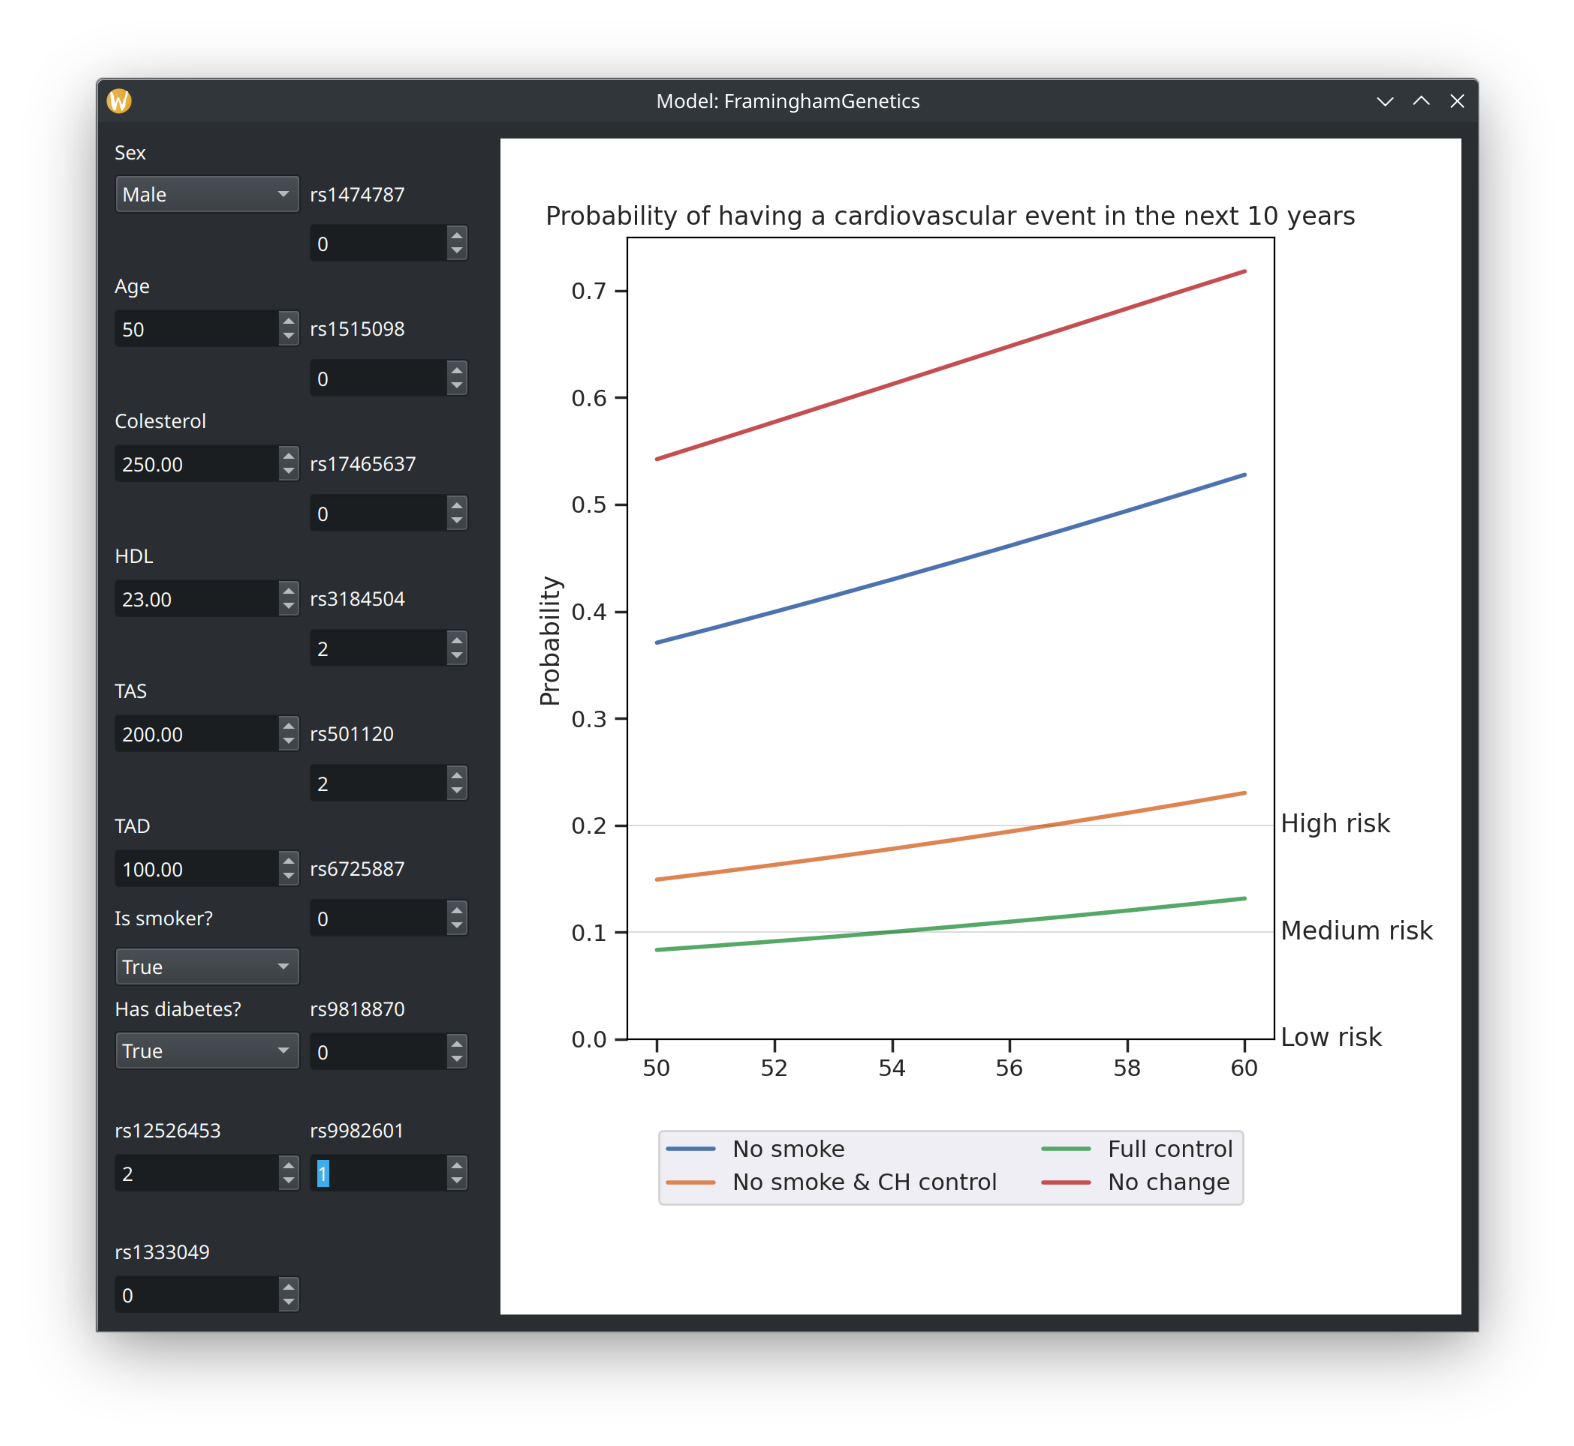 W
Model: FraminghamGenetics
Sex
Male
rs1474787
0
Age
50
rs1515098
0
Colesterol
250.00
rs17465637
0
HDL
23.00
rs3184504
2
TAS
200.00
rs501120
2
TAD
100.00
rs6725887
Is smoker?
0
True
Has diabetes?
rs9818870
True
0
rs12526453
rs9982601
2
1
rs1333049
0
Probability of having a cardiovascular event in the next 10 years
Probability
0.7
0.6
0.5
0.4
0.3
0.2
0.1
0.0
High risk
Medium risk
Low risk
50 52 54 56 58 60
No smoke
No smoke & CH control
Full control
No change